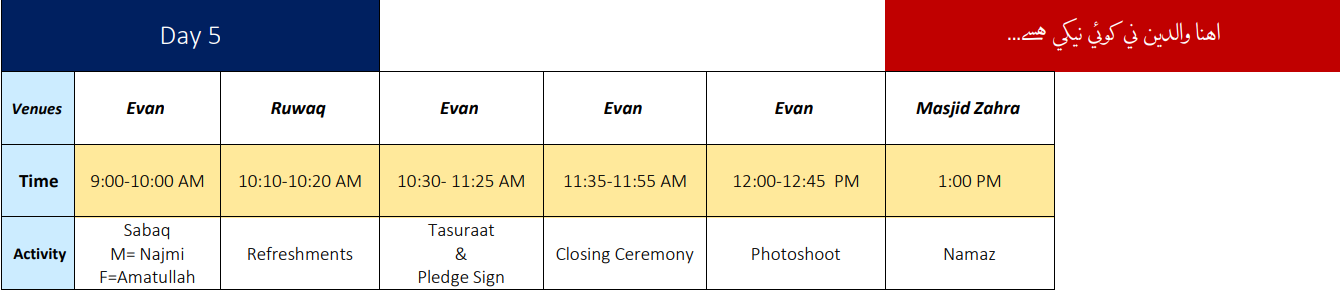 Day 5
اهنا والدين ني كوئي نيكي هسے...
Venues Evan Ruwaq Evan Evan Evan Masjid Zahra
Time 9:00-10:00 AM 10:10-10:20 AM 10:30- 11:25 AM 11:35-11:55 AM 12:00-12:45 PM 1:00 PM
Activity
Sabaq
M= Najmi
F=Amatullah
Refreshments
Tasuraat
&
Pledge Sign
Closing Ceremony
Photoshoot
Namaz